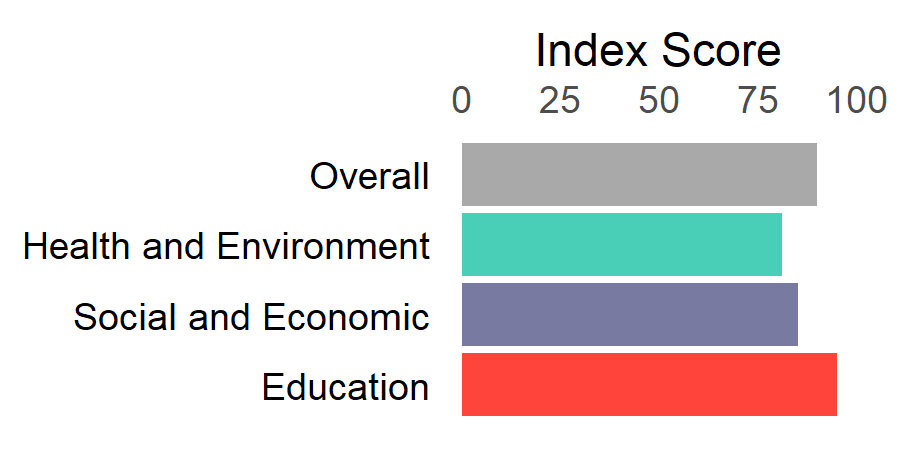 Index Score
0 25 50 75 100
Overall
Health and Environment
Social and Economic
Education